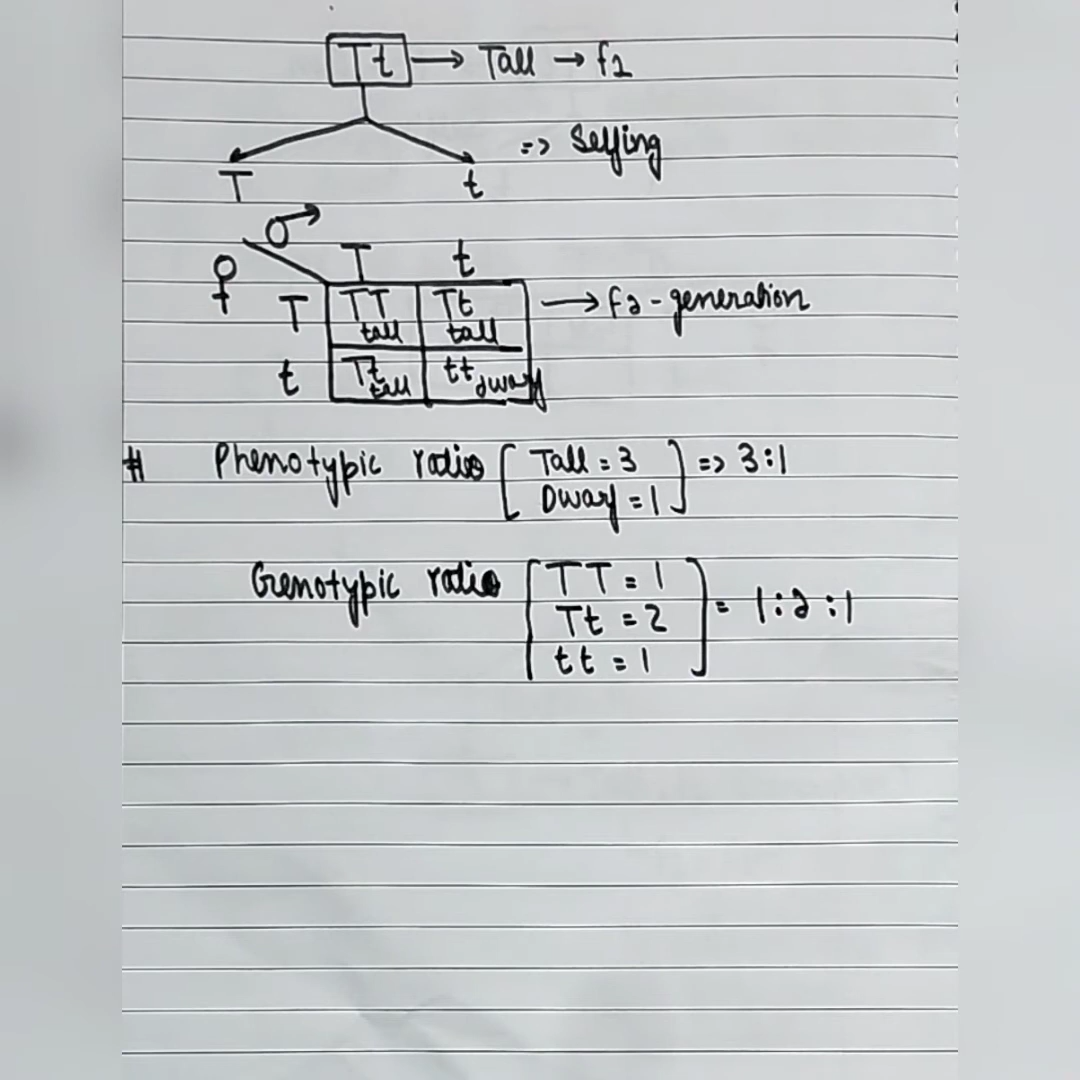 Tt → Tall → f1
=> Selfing
T t
♂
♀ T t
T TT tall Tt tall → f2-generation
t Tt tall tt dwarf
# Phenotypic ratio [Tall = 3 ] => 3:1
Dwarf = 1
Genotypic ratio [TT = 1 ] = 1:2:1
Tt = 2
tt = 1